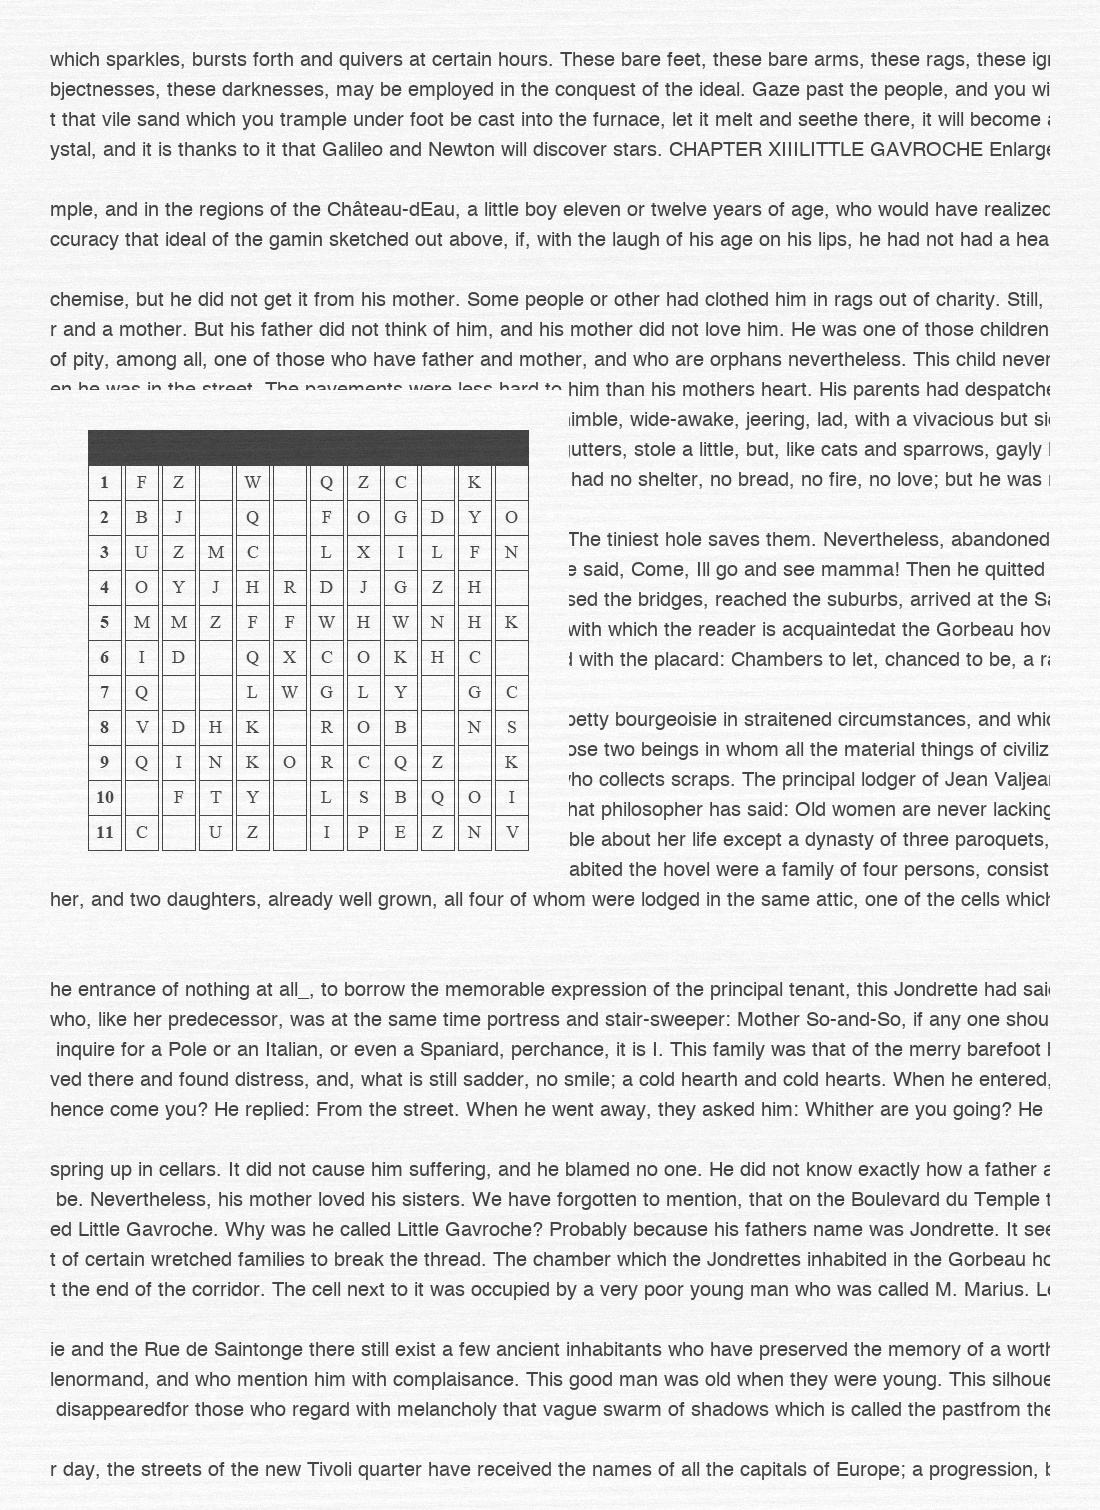 which sparkles, bursts forth and quivers at certain hours. These bare feet, these bare arms, these rags, these
bjectnesses, these darknesses, may be employed in the conquest of the ideal. Gaze past the people, and you
t that vile sand which you trample under foot be cast into the furnace, let it melt and seethe there, it will become
ystal, and it is thanks to it that Galileo and Newton will discover stars. CHAPTER XIIILITTLE GAVROCHE Enlarge
mple, and in the regions of the Château-dEau, a little boy eleven or twelve years of age, who would have realized
ccuracy that ideal of the gamin sketched out above, if, with the laugh of his age on his lips, he had not had a hea
chemise, but he did not get it from his mother. Some people or other had clothed him in rags out of charity. Still,
r and a mother. But his father did not think of him, and his mother did not love him. He was one of those children
of pity, among all, one of those who have father and mother, and who are orphans nevertheless. This child never
en he was in the street. The pavements were less hard to him than his mothers heart. His parents had despatche
imble, wide-awake, jeering, lad, with a vivacious but
utters, stole a little, but, like cats and sparrows, gayly
had no shelter, no bread, no fire, no love; but he was
The tiniest hole saves them. Nevertheless, abandoned
e said, Come, Ill go and see mamma! Then he quitted
sed the bridges, reached the suburbs, arrived at the
with which the reader is acquaintedat the Gorbeau hov
d with the placard: Chambers to let, chanced to be, a
petty bourgeoisie in straitened circumstances, and
ose two beings in whom all the material things of civiliz
who collects scraps. The principal lodger of Jean Valjean
hat philosopher has said: Old women are never lacking
ble about her life except a dynasty of three paroquets,
abited the hovel were a family of four persons, consist
1 F Z W Q Z C K
2 B J Q F O G D Y O
3 U Z M C L X I L F N
4 O Y J H R D J G Z H
5 M M Z F F W H W N H K
6 I D Q X C O K H C
7 Q L W G L Y G C
8 V D H K R O B N S
9 Q I N K O R C Q Z K
10 F T Y L S B Q O I
11 C U Z I P E Z N V
her, and two daughters, already well grown, all four of whom were lodged in the same attic, one of the cells which
he entrance of nothing at all_, to borrow the memorable expression of the principal tenant, this Jondrette had said
who, like her predecessor, was at the same time portress and stair-sweeper: Mother So-and-So, if any one shou
inquire for a Pole or an Italian, or even a Spaniard, perchance, it is I. This family was that of the merry barefoot
ved there and found distress, and, what is still sadder, no smile; a cold hearth and cold hearts. When he entered,
hence come you? He replied: From the street. When he went away, they asked him: Whither are you going? He
spring up in cellars. It did not cause him suffering, and he blamed no one. He did not know exactly how a father a
be. Nevertheless, his mother loved his sisters. We have forgotten to mention, that on the Boulevard du Temple
ed Little Gavroche. Why was he called Little Gavroche? Probably because his fathers name was Jondrette. It see
t of certain wretched families to break the thread. The chamber which the Jondrettes inhabited in the Gorbeau
t the end of the corridor. The cell next to it was occupied by a very poor young man who was called M. Marius.
ie and the Rue de Saintonge there still exist a few ancient inhabitants who have preserved the memory of a worth
lenormand, and who mention him with complaisance. This good man was old when they were young. This silhoue
disappearedfor those who regard with melancholy that vague swarm of shadows which is called the pastfrom the
r day, the streets of the new Tivoli quarter have received the names of all the capitals of Europe; a progression,